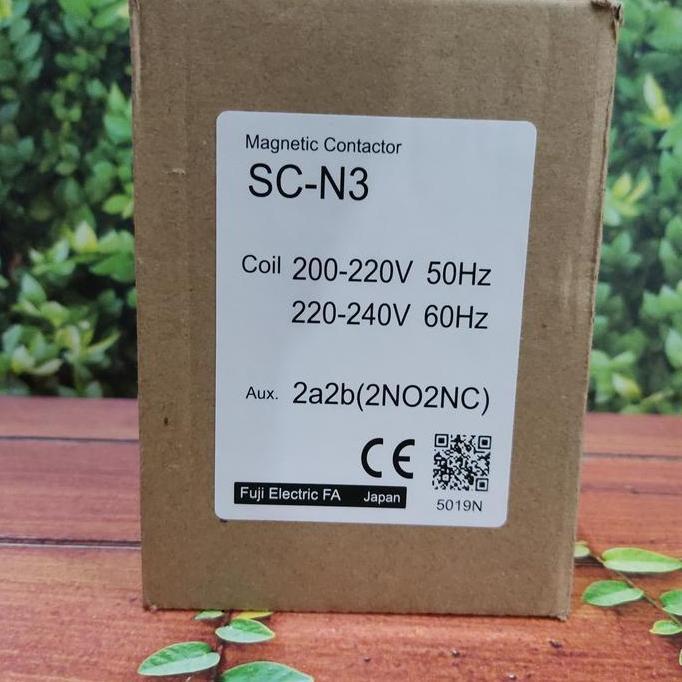 Magnetic Contactor
SC-N3
Coil 200-220V 50Hz
220-240V 60Hz
Aux. 2a2b(2NO2NC)
CE
Fuji Electric FA Japan
5019N